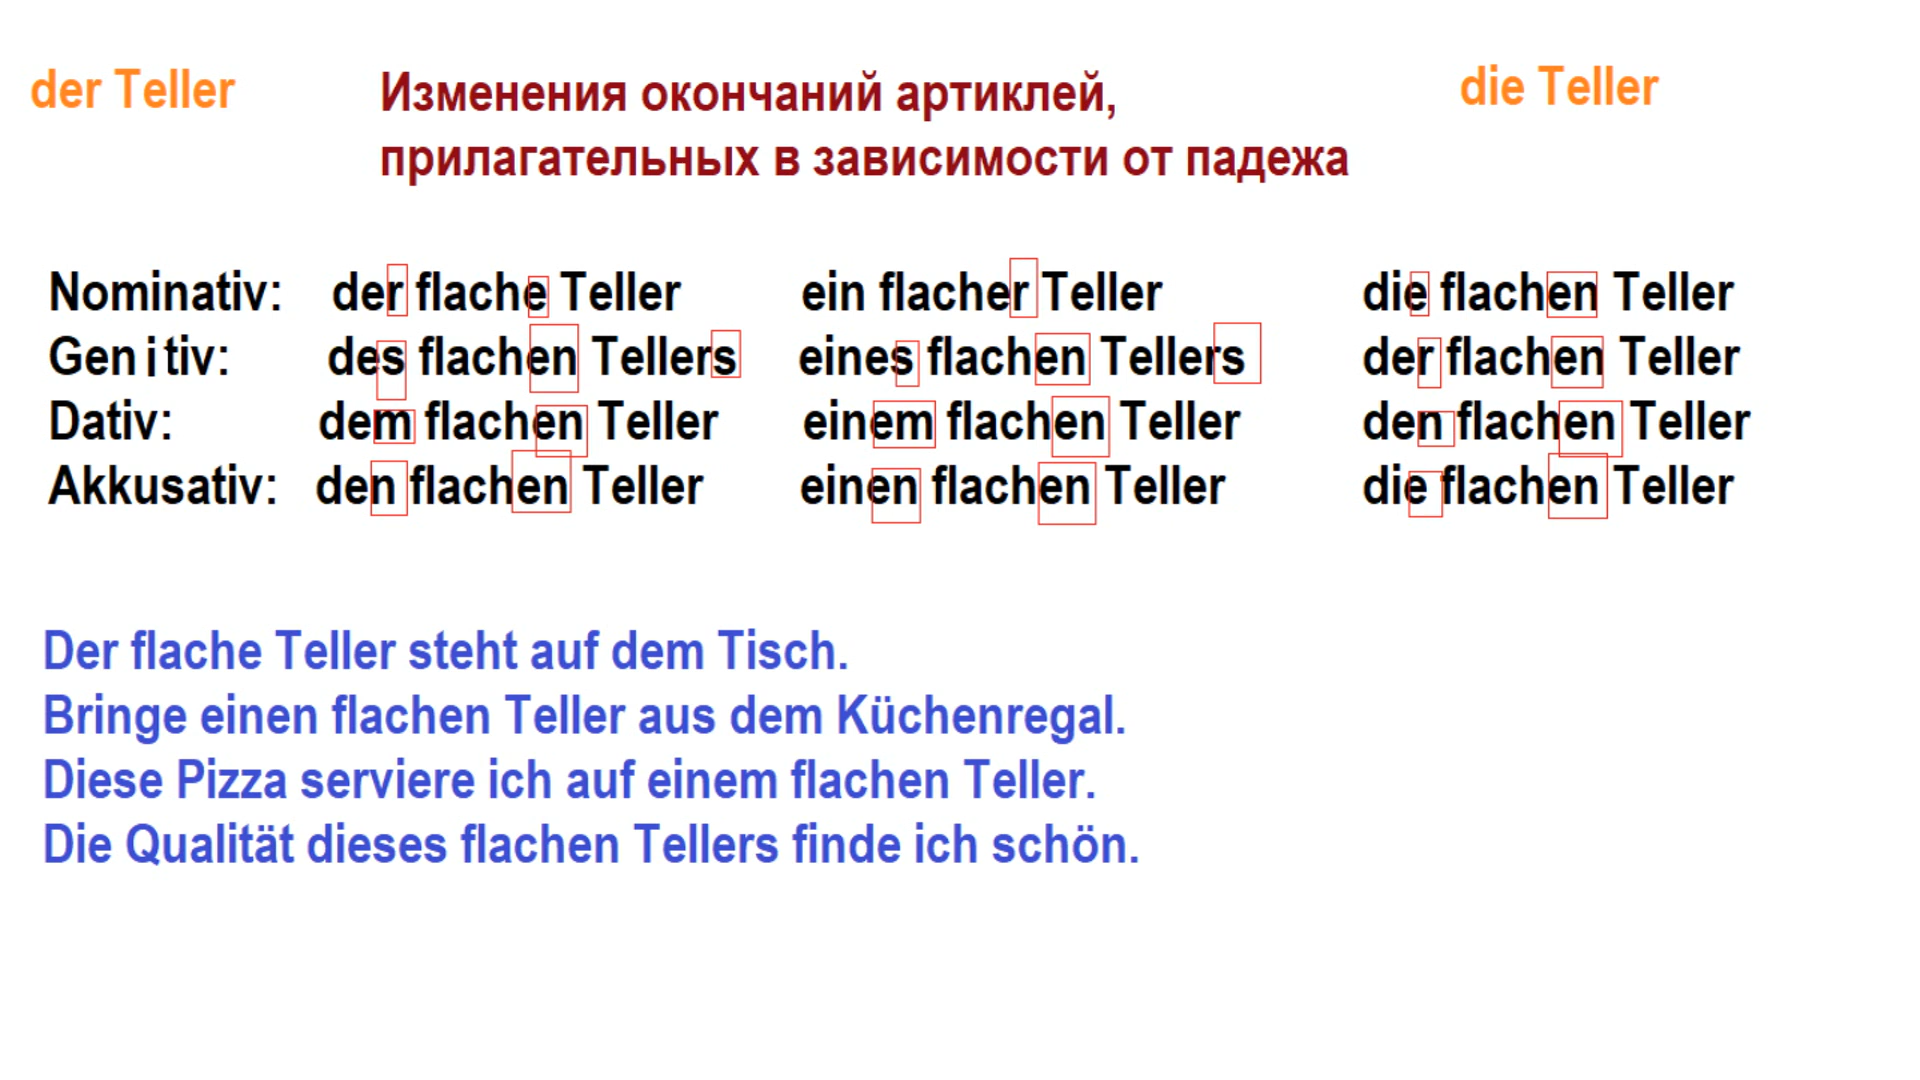 der Teller
Изменения окончаний артиклей,
прилагательных в зависимости от падежа
die Teller
Nominativ: der flache Teller ein flacher Teller die flachen Teller
Genitiv: des flachen Tellers eines flachen Tellers der flachen Teller
Dativ: dem flachen Teller einem flachen Teller den flachen Teller
Akkusativ: den flachen Teller einen flachen Teller die flachen Teller
Der flache Teller steht auf dem Tisch.
Bringe einen flachen Teller aus dem Küchenregal.
Diese Pizza serviere ich auf einem flachen Teller.
Die Qualität dieses flachen Tellers finde ich schön.